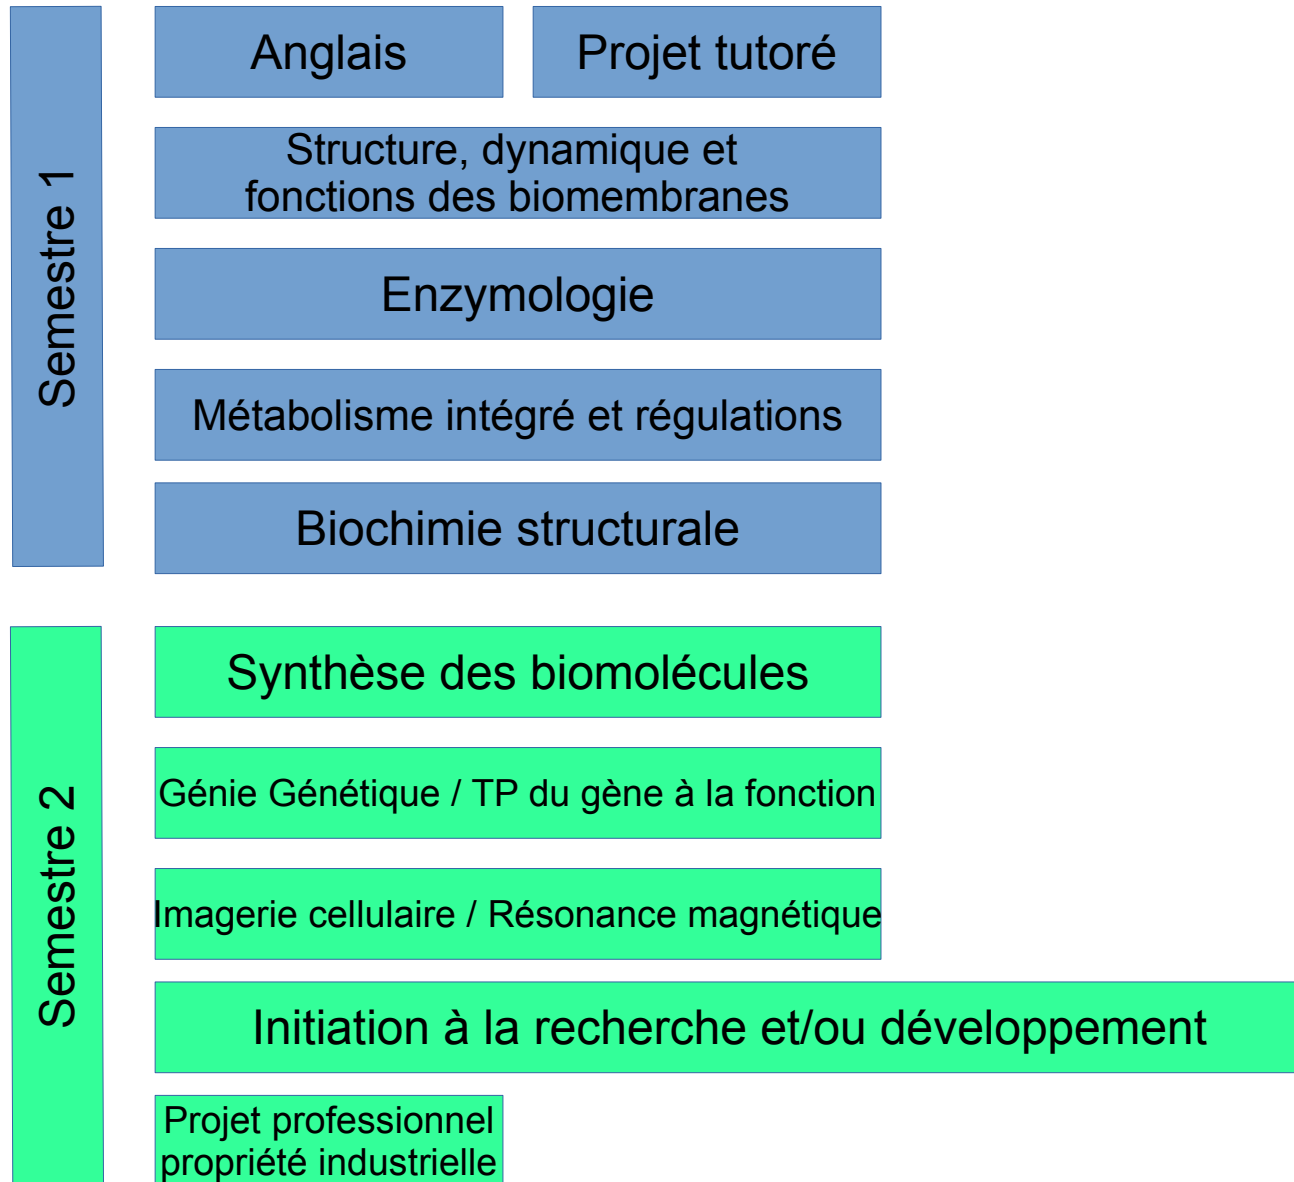 Semestre 1
Anglais
Projet tutoré
Structure, dynamique et
fonctions des biomembranes
Enzymologie
Métabolisme intégré et régulations
Biochimie structurale
Semestre 2
Synthèse des biomolécules
Génie Génétique / TP du gène à la fonction
Imagerie cellulaire / Résonance magnétique
Initiation à la recherche et/ou développement
Projet professionnel
propriété industrielle